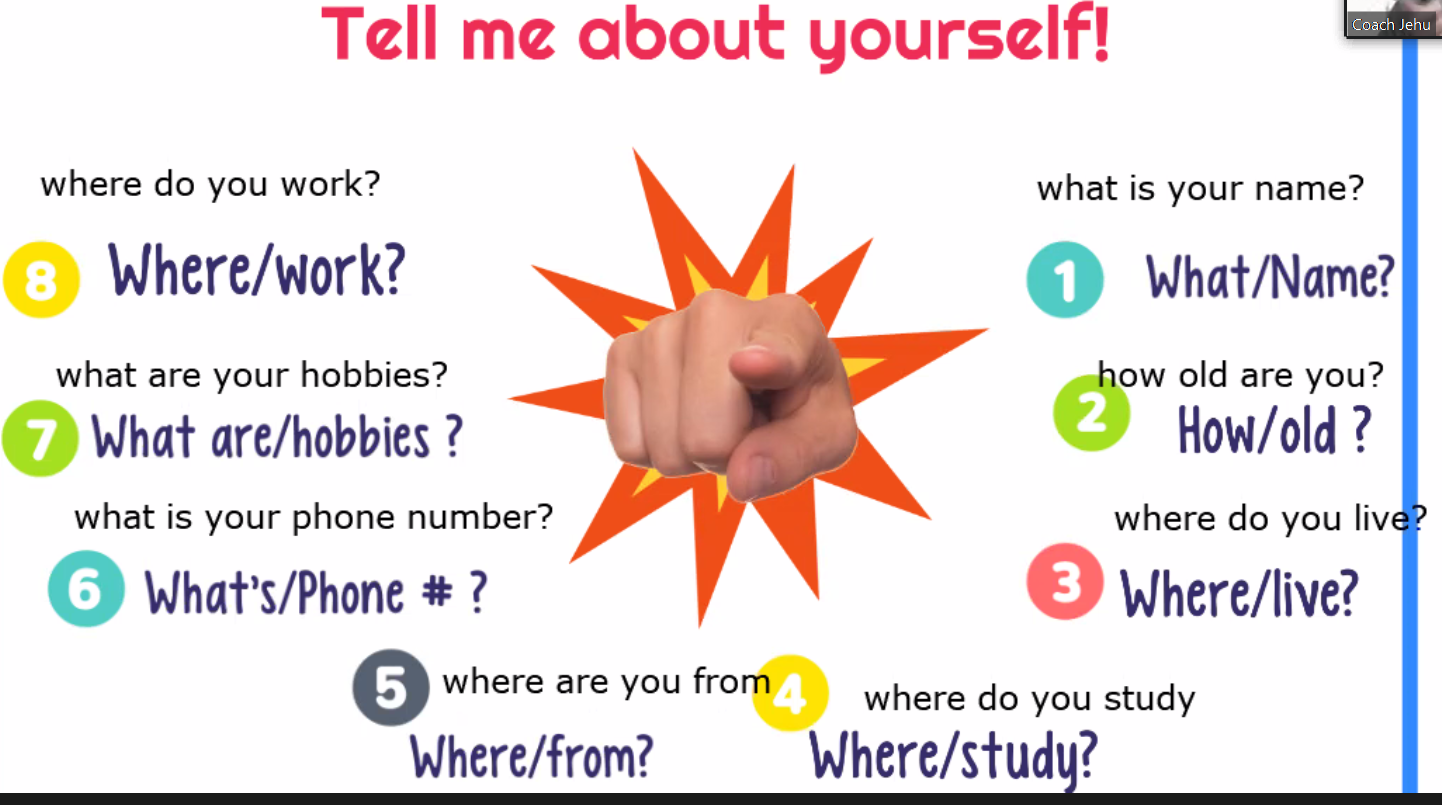 Tell me about yourself!
Coach Jehu
what is your name?
1 What/Name?
how old are you?
2 How/old ?
where do you live?
3 Where/live?
4 where do you study
Where/study?
5 where are you from
Where/from?
what is your phone number?
6 What's/Phone # ?
what are your hobbies?
7 What are/hobbies ?
where do you work?
8 Where/work?